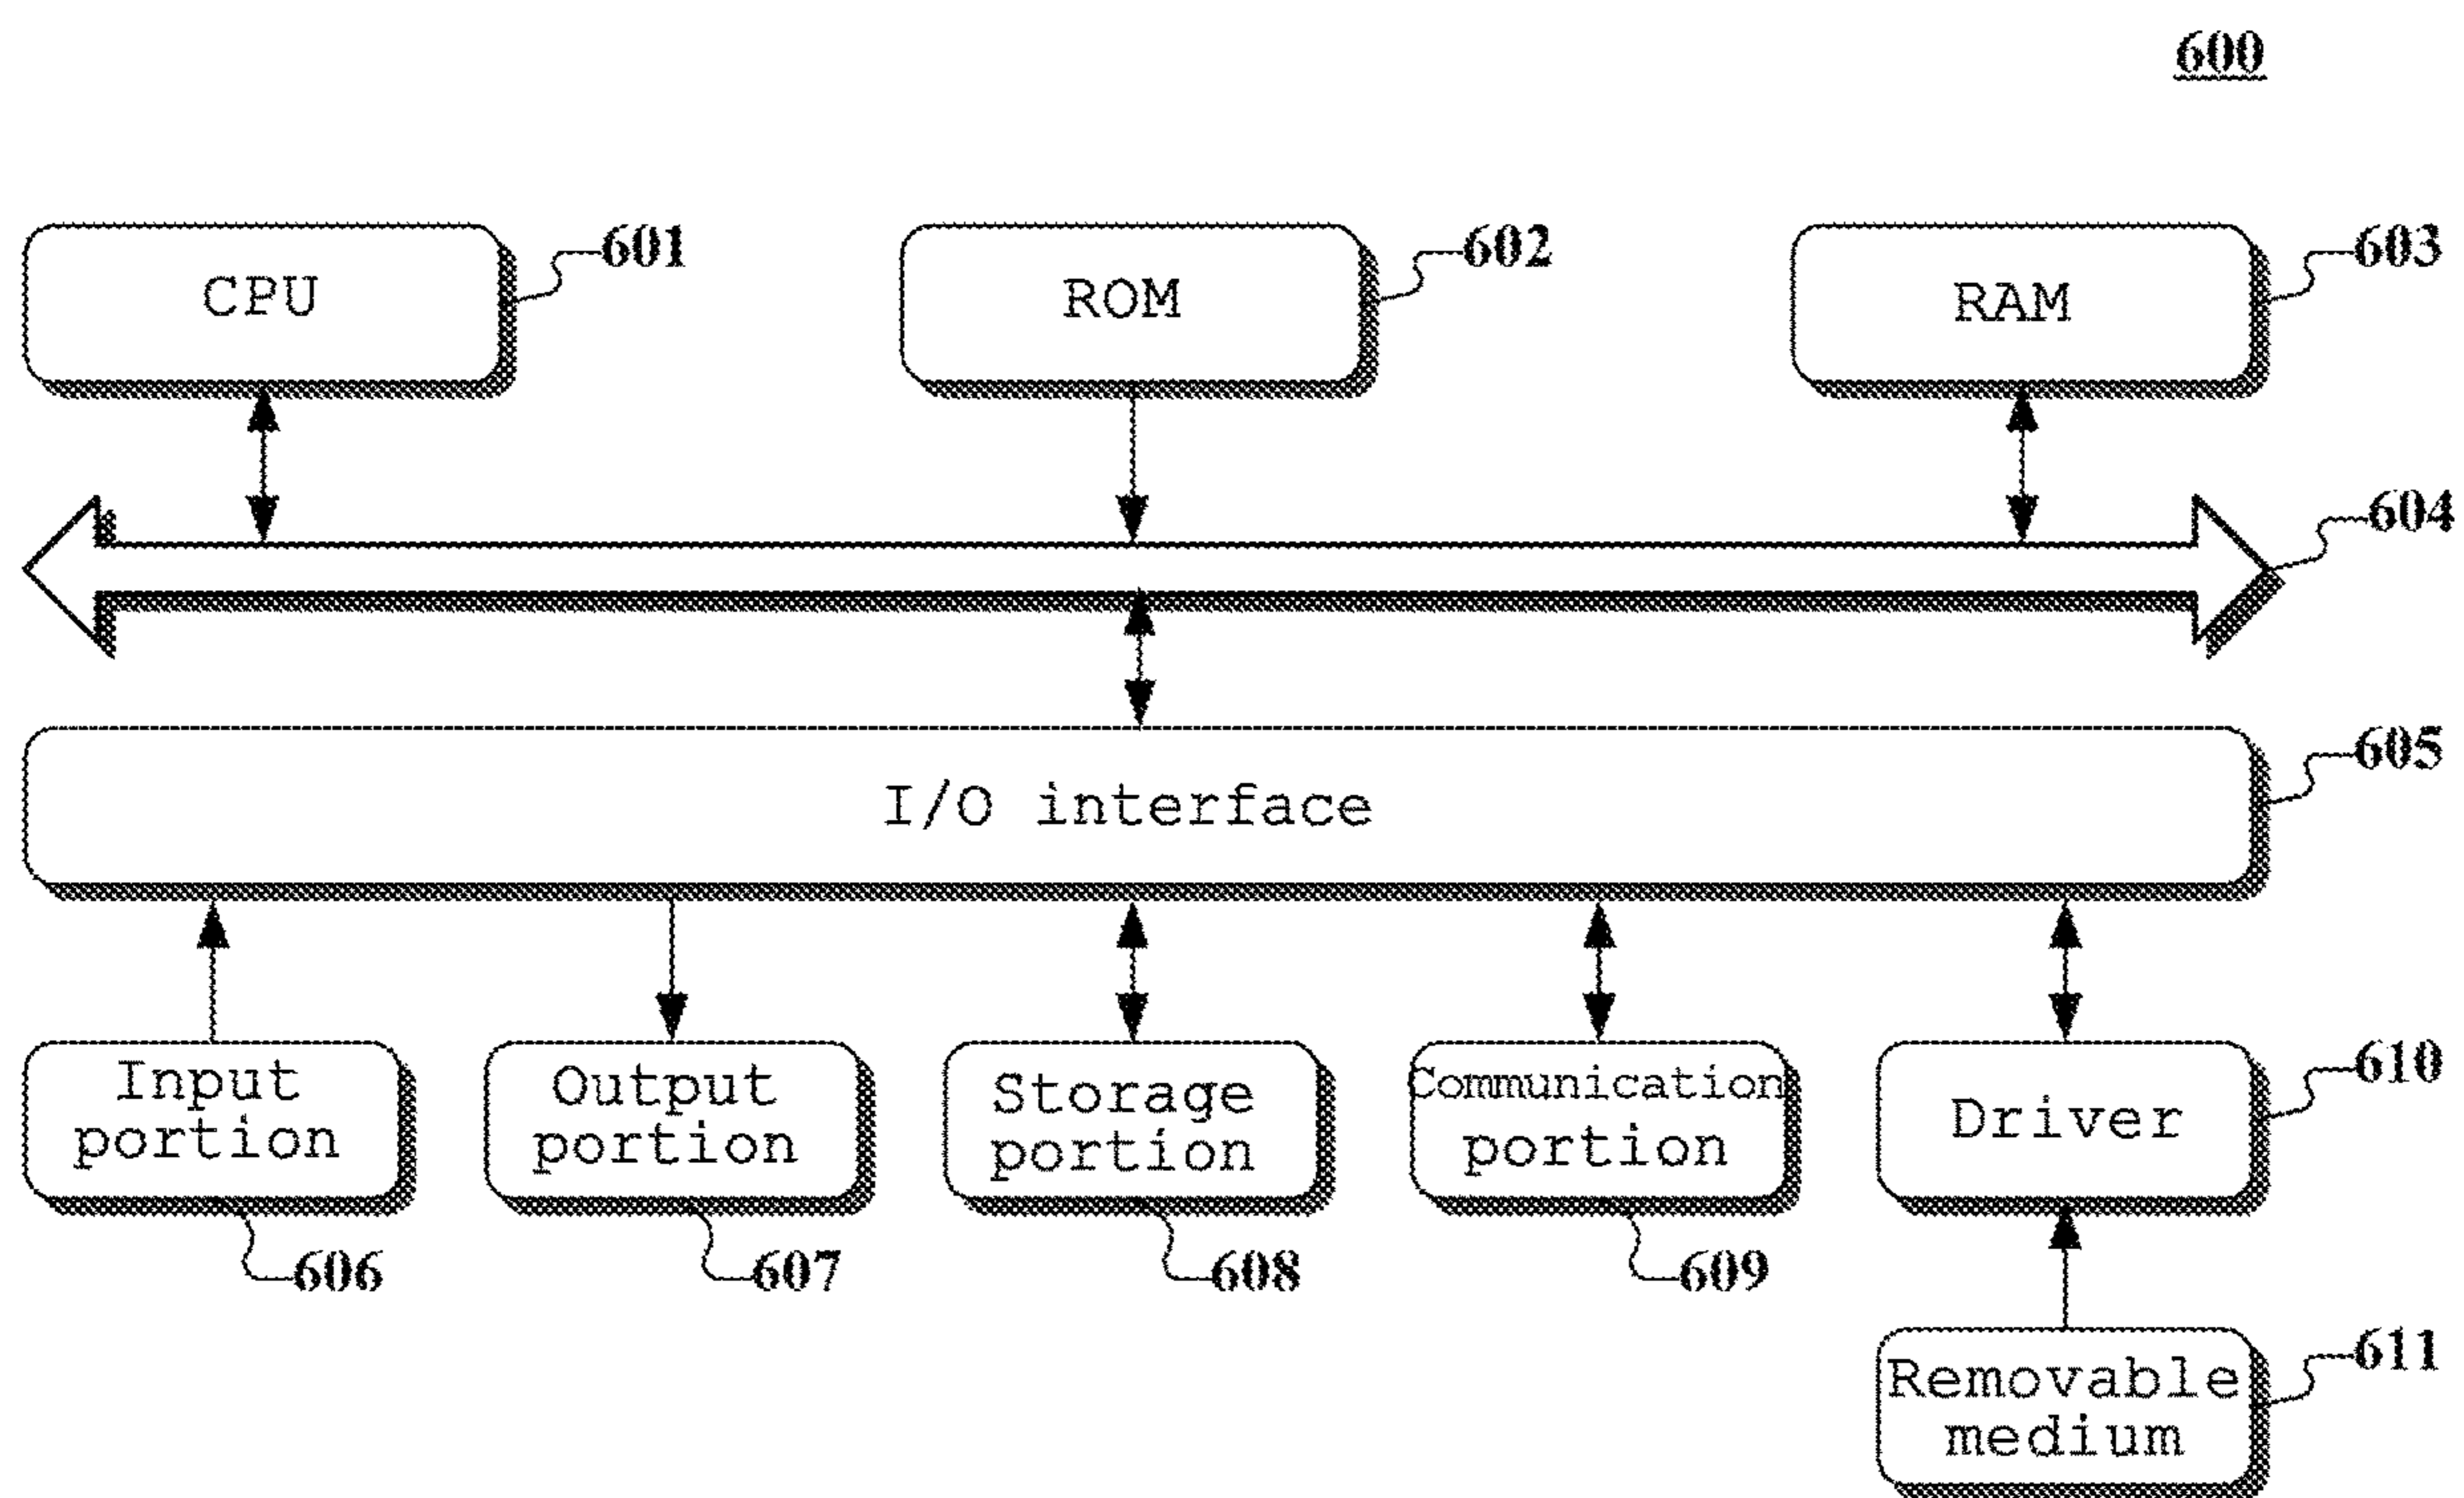 600
CPU
601
ROM
602
RAM
603
604
I/O interface
605
Input
portion
606
Output
portion
607
Storage
portion
608
Communication
portion
609
Driver
610
Removable
medium
611